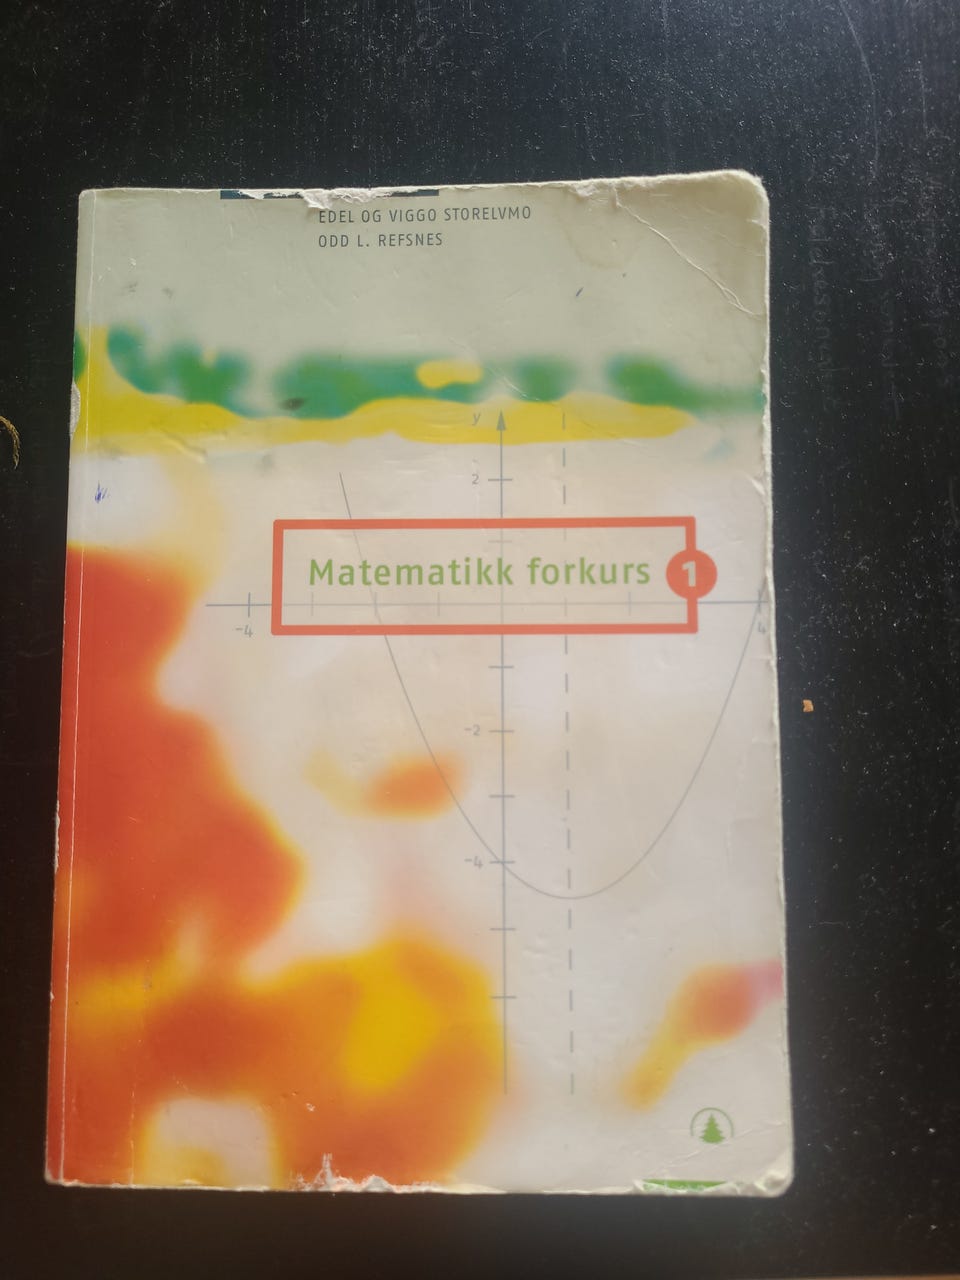 EDEL OG VIGGO STORELVMO
ODD L. REFSNES
y
2
Matematikk forkurs 1
-4
4
-2
-4